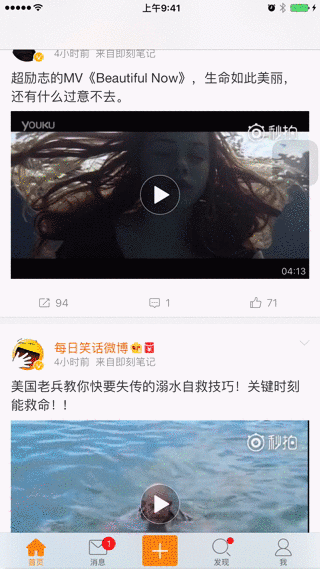 上午9:41
4小时前 来自即刻笔记
超励志的MV《Beautiful Now》，生命如此美丽，
还有什么过意不去。
YOUKU
秒拍
04:13
94
1
71
每日笑话微博
4小时前 来自即刻笔记
美国老兵教你快要失传的溺水自救技巧！关键时刻
能救命！！
秒拍
首页
消息
1
发现
我